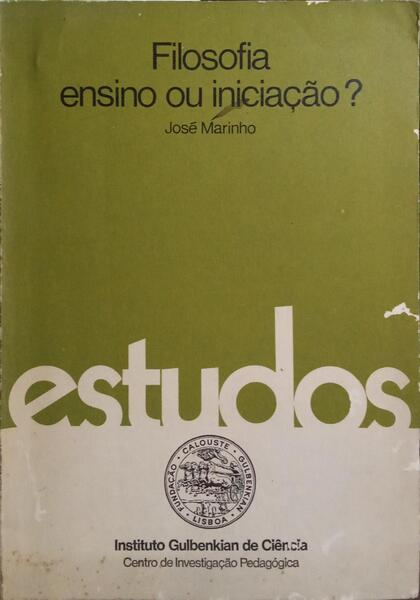 Filosofia
ensino ou iniciação?
José Marinho
estudos
FUNDAÇÃO · CALOUSTE · GULBENKIAN ·
LISBOA
Instituto Gulbenkian de Ciência
Centro de Investigação Pedagógica